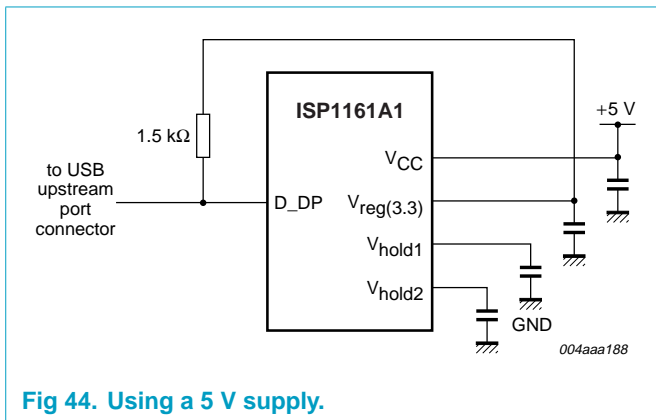 ISP1161A1
+5 V
1.5 kΩ
VCC
to USB
upstream
port
connector
D_DP
Vreg(3.3)
Vhold1
Vhold2
GND
004aaa188
Fig 44. Using a 5 V supply.